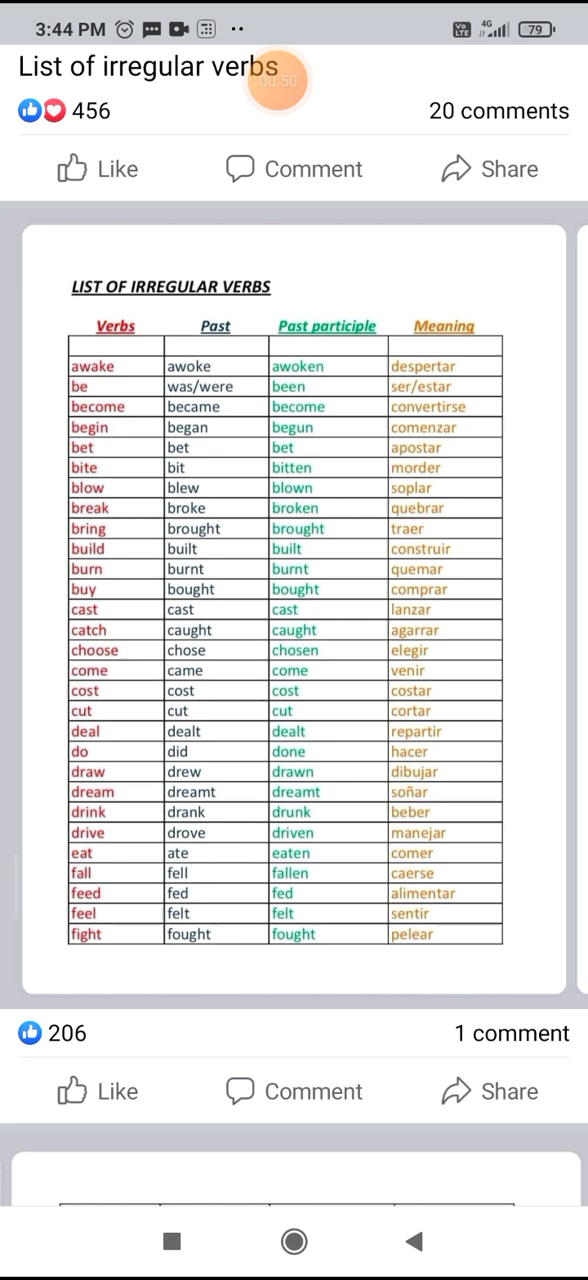 3:44 PM
Vo LTE 4G 79
List of irregular verbs
00:50
456 20 comments
Like Comment Share
LIST OF IRREGULAR VERBS
Verbs Past Past participle Meaning
awake awoke awoken despertar
be was/were been ser/estar
become became become convertirse
begin began begun comenzar
bet bet bet apostar
bite bit bitten morder
blow blew blown soplar
break broke broken quebrar
bring brought brought traer
build built built construir
burn burnt burnt quemar
buy bought bought comprar
cast cast cast lanzar
catch caught caught agarrar
choose chose chosen elegir
come came come venir
cost cost cost costar
cut cut cut cortar
deal dealt dealt repartir
do did done hacer
draw drew drawn dibujar
dream dreamt dreamt soñar
drink drank drunk beber
drive drove driven manejar
eat ate eaten comer
fall fell fallen caerse
feed fed fed alimentar
feel felt felt sentir
fight fought fought pelear
206 1 comment
Like Comment Share